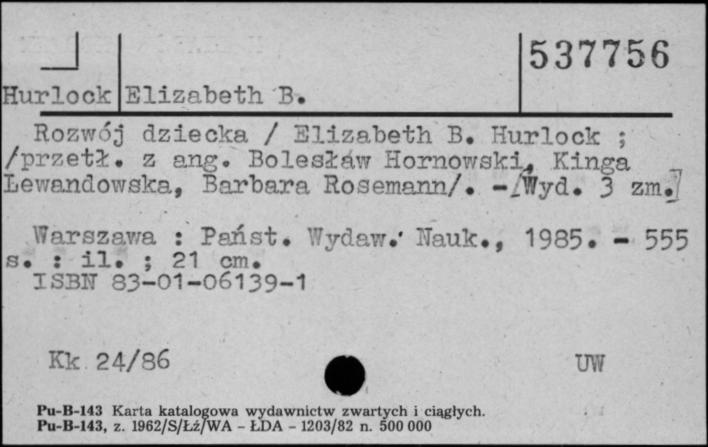 537756
Hurlock Elizabeth B.
Rozwój dziecka / Elizabeth B. Hurlock ;
/przetł. z ang. Bolesław Hornowski, Kinga
Lewandowska, Barbara Rosemann/. - [Wyd. 3 zm.]
Warszawa : Państ. Wydaw. Nauk., 1985. - 555
s. : il. ; 21 cm.
ISBN 83-01-06139-1
Kk 24/86 UW
Pu-B-143 Karta katalogowa wydawnictw zwartych i ciągłych.
Pu-B-143, z. 1962/S/Łż/WA - ŁDA - 1203/82 n. 500 000